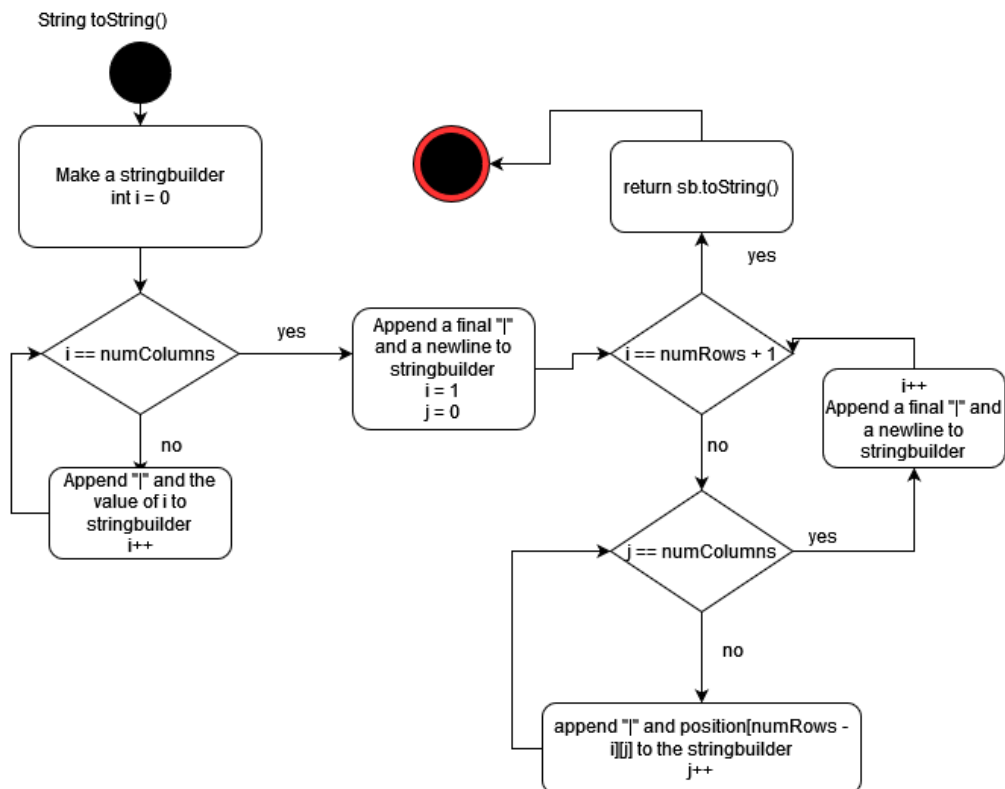 String toString()
Make a stringbuilder
int i = 0
i == numColumns
yes
no
Append "|" and the
value of i to
stringbuilder
i++
Append a final "|"
and a newline to
stringbuilder
i = 1
j = 0
i == numRows + 1
yes
return sb.toString()
no
j == numColumns
yes
i++
Append a final "|" and
a newline to
stringbuilder
no
append "|" and position[numRows -
i][j] to the stringbuilder
j++